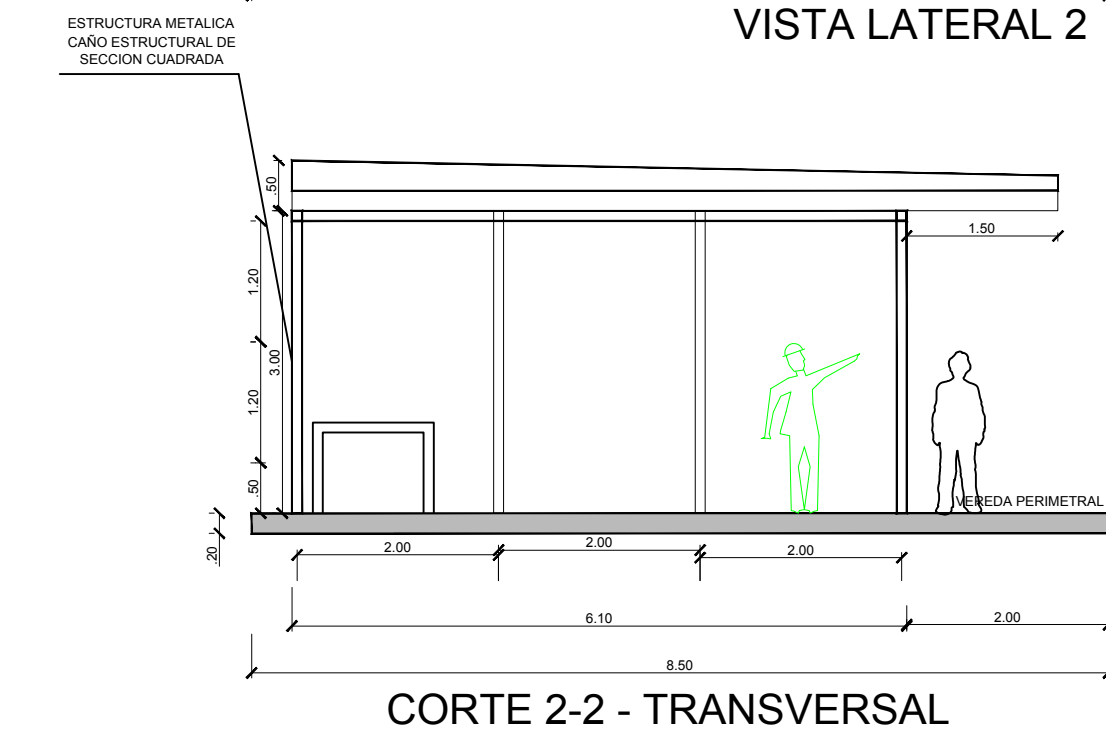 VISTA LATERAL 2
ESTRUCTURA METALICA
CAÑO ESTRUCTURAL DE
SECCION CUADRADA
.50
1.50
1.20
3.00
1.20
.50
VEREDA PERIMETRAL
.20
2.00
2.00
2.00
6.10
2.00
8.50
CORTE 2-2 - TRANSVERSAL